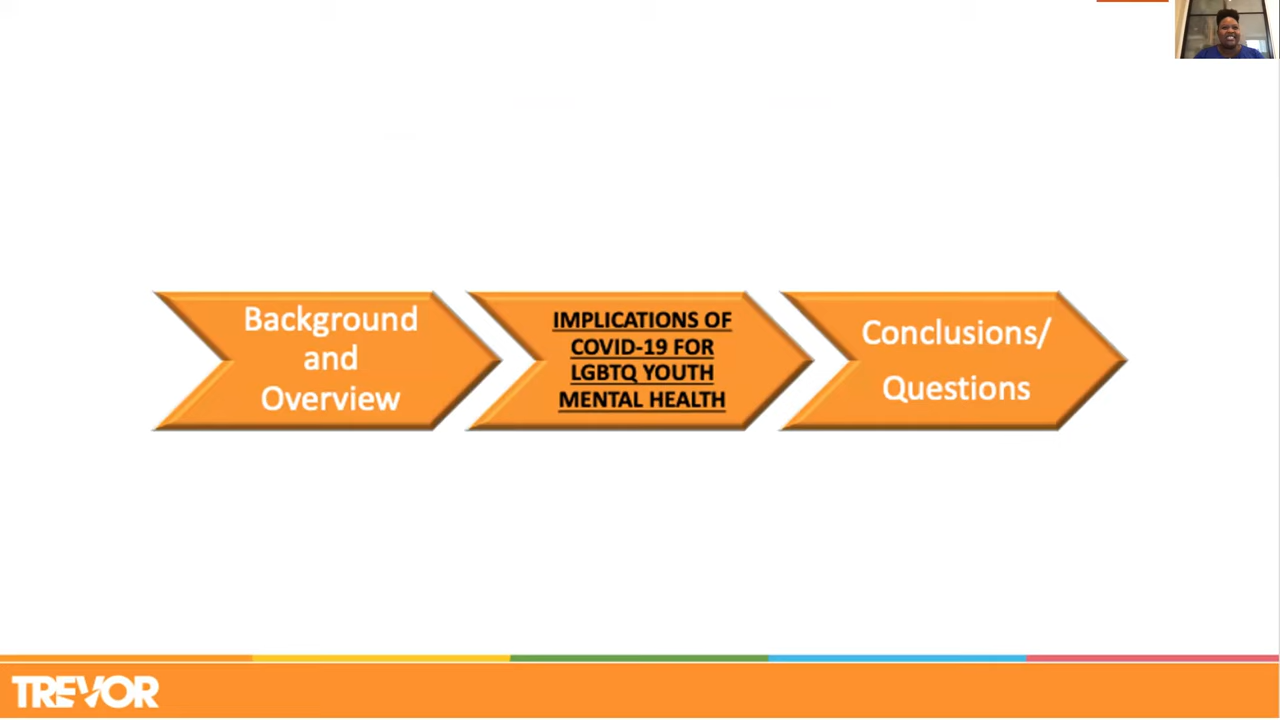 Background
and
Overview
IMPLICATIONS OF
COVID-19 FOR
LGBTQ YOUTH
MENTAL HEALTH
Conclusions/
Questions
TREVOR